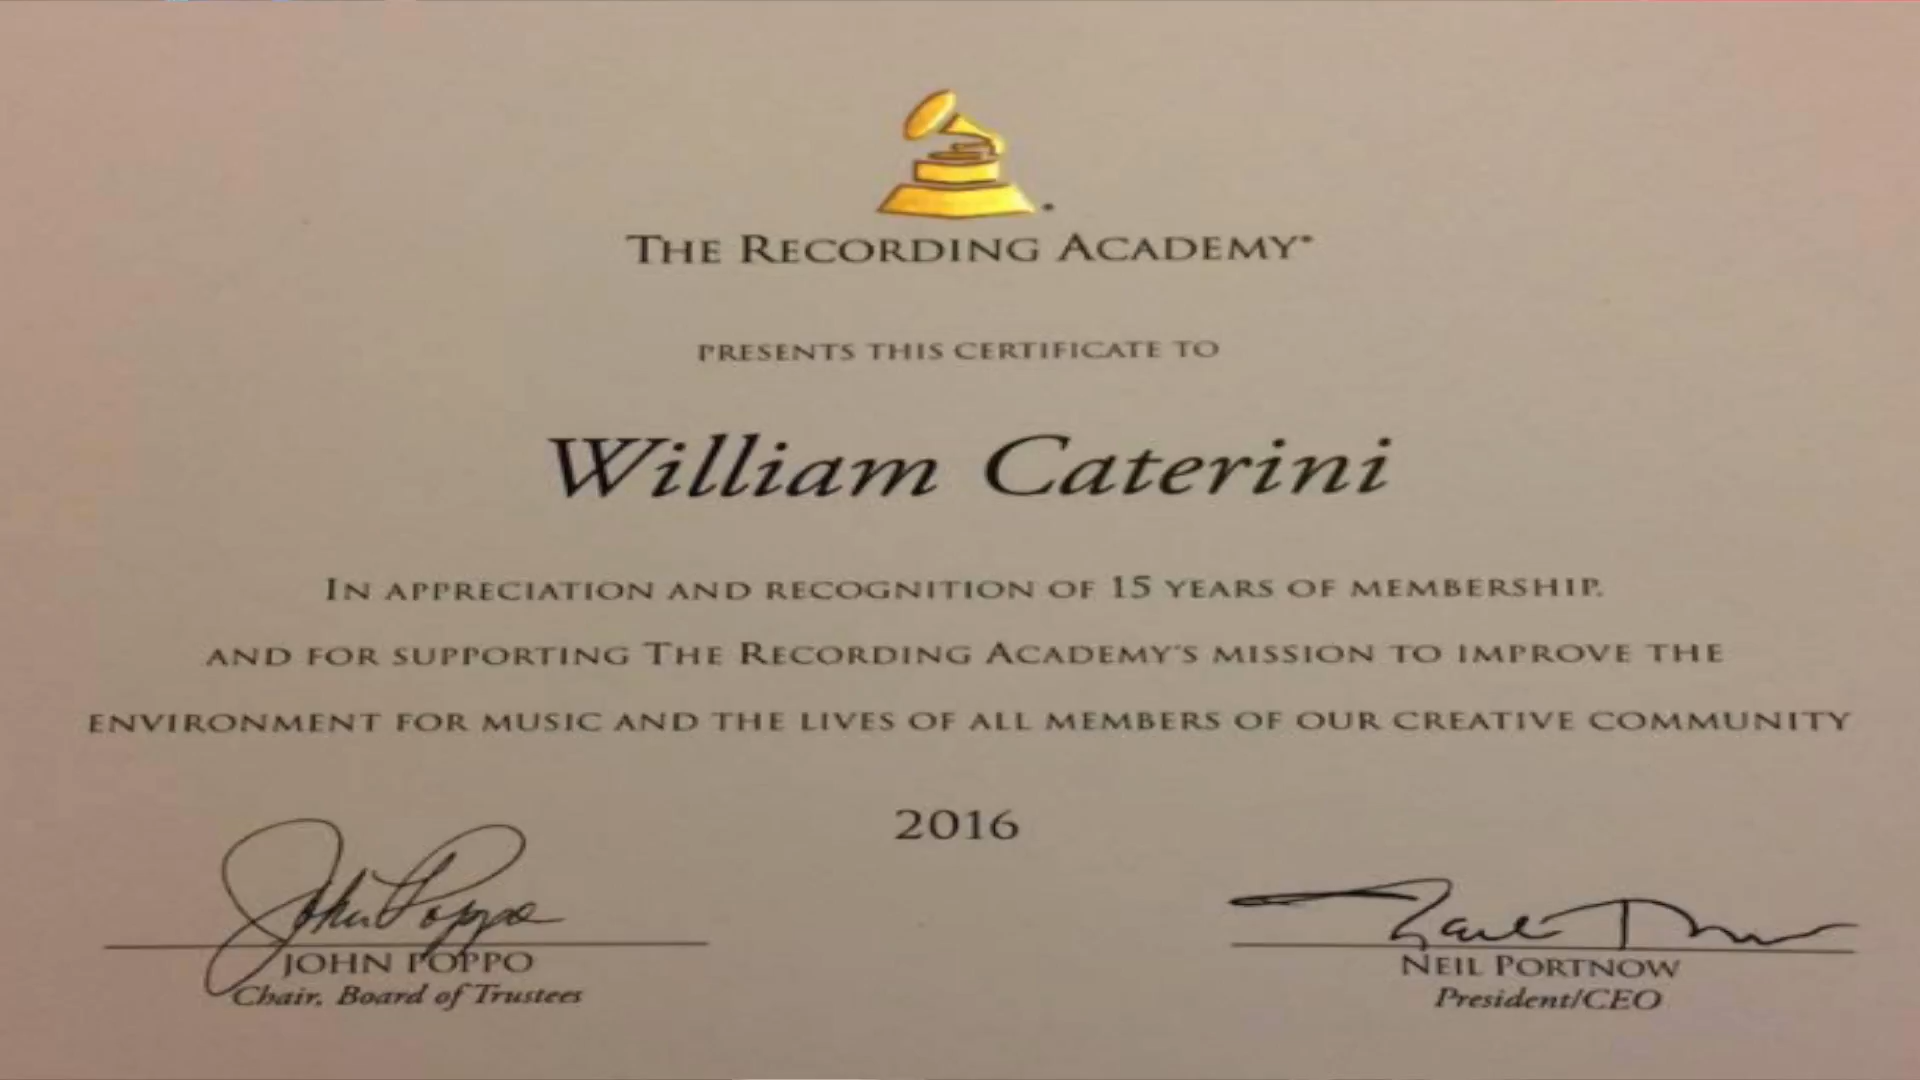 THE RECORDING ACADEMY®
PRESENTS THIS CERTIFICATE TO
William Caterini
IN APPRECIATION AND RECOGNITION OF 15 YEARS OF MEMBERSHIP,
AND FOR SUPPORTING THE RECORDING ACADEMY'S MISSION TO IMPROVE THE
ENVIRONMENT FOR MUSIC AND THE LIVES OF ALL MEMBERS OF OUR CREATIVE COMMUNITY
2016
John Poppo
JOHN POPPO
Chair, Board of Trustees
NEIL PORTNOW
President/CEO